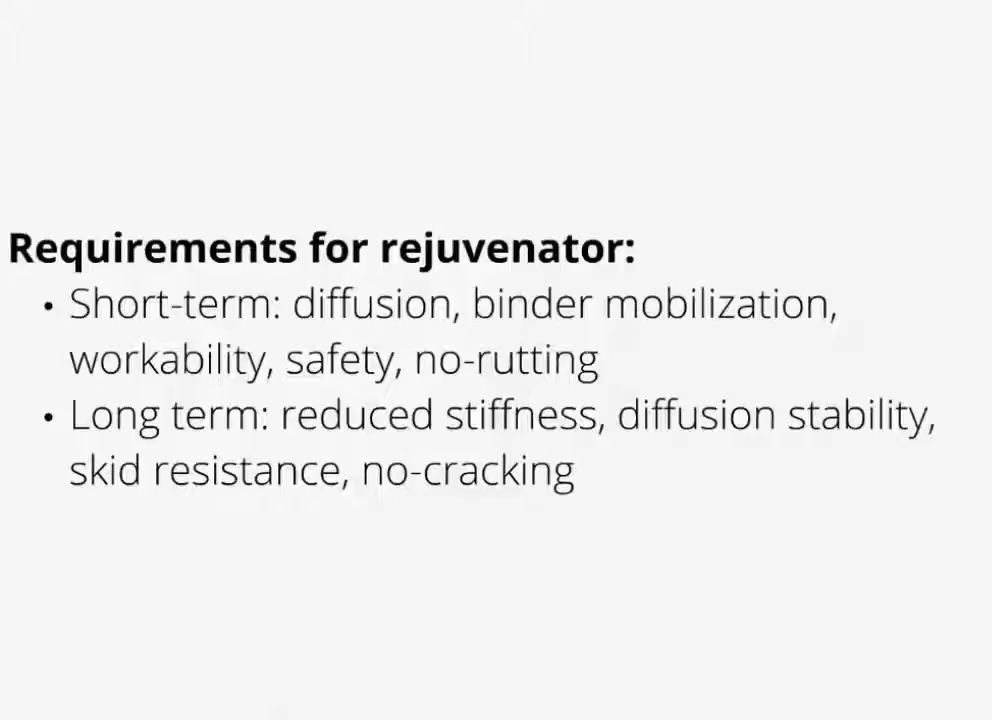 Requirements for rejuvenator:
• Short-term: diffusion, binder mobilization,
workability, safety, no-rutting
• Long term: reduced stiffness, diffusion stability,
skid resistance, no-cracking